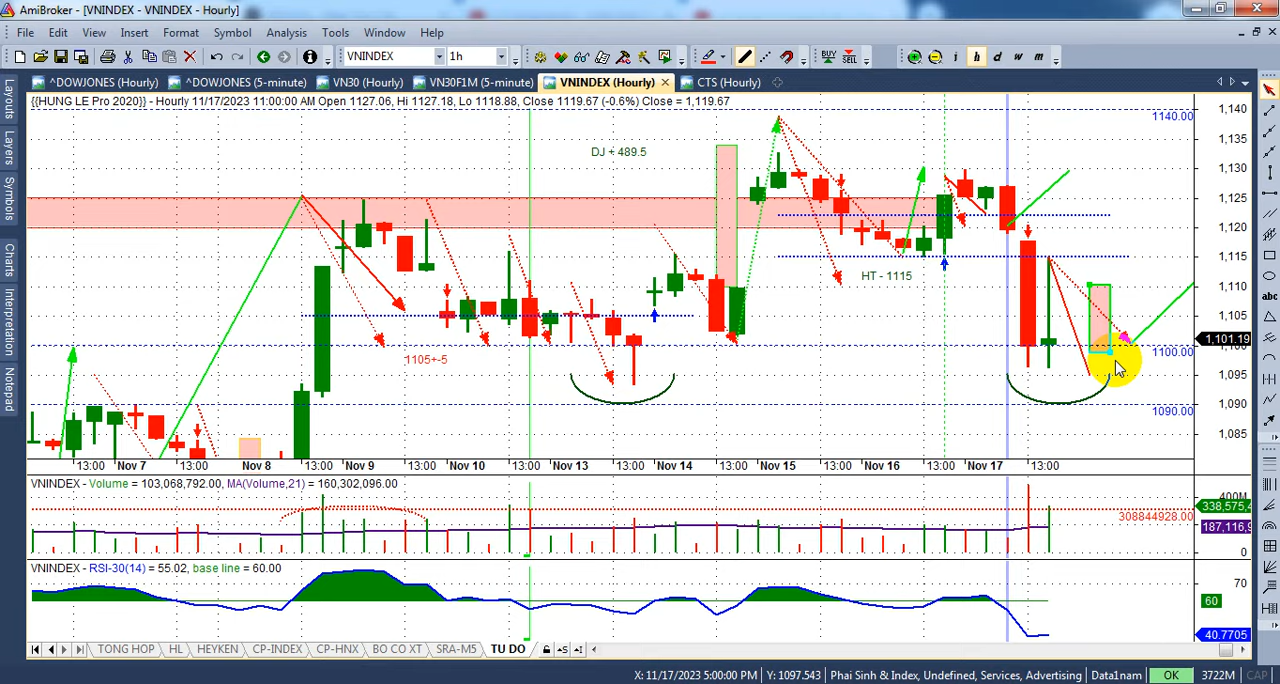 AmiBroker - [VNINDEX - VNINDEX - Hourly]
File Edit View Insert Format Symbol Analysis Tools Window Help
VNINDEX 1h BUY SELL i h d w m
^DOWJONES (Hourly) ^DOWJONES (5-minute) VN30 (Hourly) VN30F1M (5-minute) VNINDEX (Hourly) CTS (Hourly)
{{HUNG LE Pro 2020}} - Hourly 11/17/2023 11:00:00 AM Open 1127.06, Hi 1127.18, Lo 1118.88, Close 1119.67 (-0.6%) Close = 1,119.67
Layouts
Layers
Symbols
Charts
Interpretation
Notepad
1140.00
1,140
1,135
DJ + 489.5
1,130
1,125
1,120
1,115
HT - 1115
1,110
1,105
1,101.19
1105+-5
1100.00
1,095
1090.00
1,090
1,085
abc
13:00 Nov 7 13:00 Nov 8 13:00 Nov 9 13:00 Nov 10 13:00 Nov 13 13:00 Nov 14 13:00 Nov 15 13:00 Nov 16 13:00 Nov 17 13:00
VNINDEX - Volume = 103,068,792.00, MA(Volume,21) = 160,302,096.00
400M
338,575,4
308844928.00
187,116,9
0
VNINDEX - RSI-30(14) = 55.02, base line = 60.00
70
60
40.7705
TONG HOP HL HEYKEN CP-INDEX CP-HNX BO CO XT SRA-M5 TU DO
X: 11/17/2023 5:00:00 PM Y: 1097.543 Phai Sinh & Index, Undefined, Services, Advertising Data1nam OK 3722M CAP